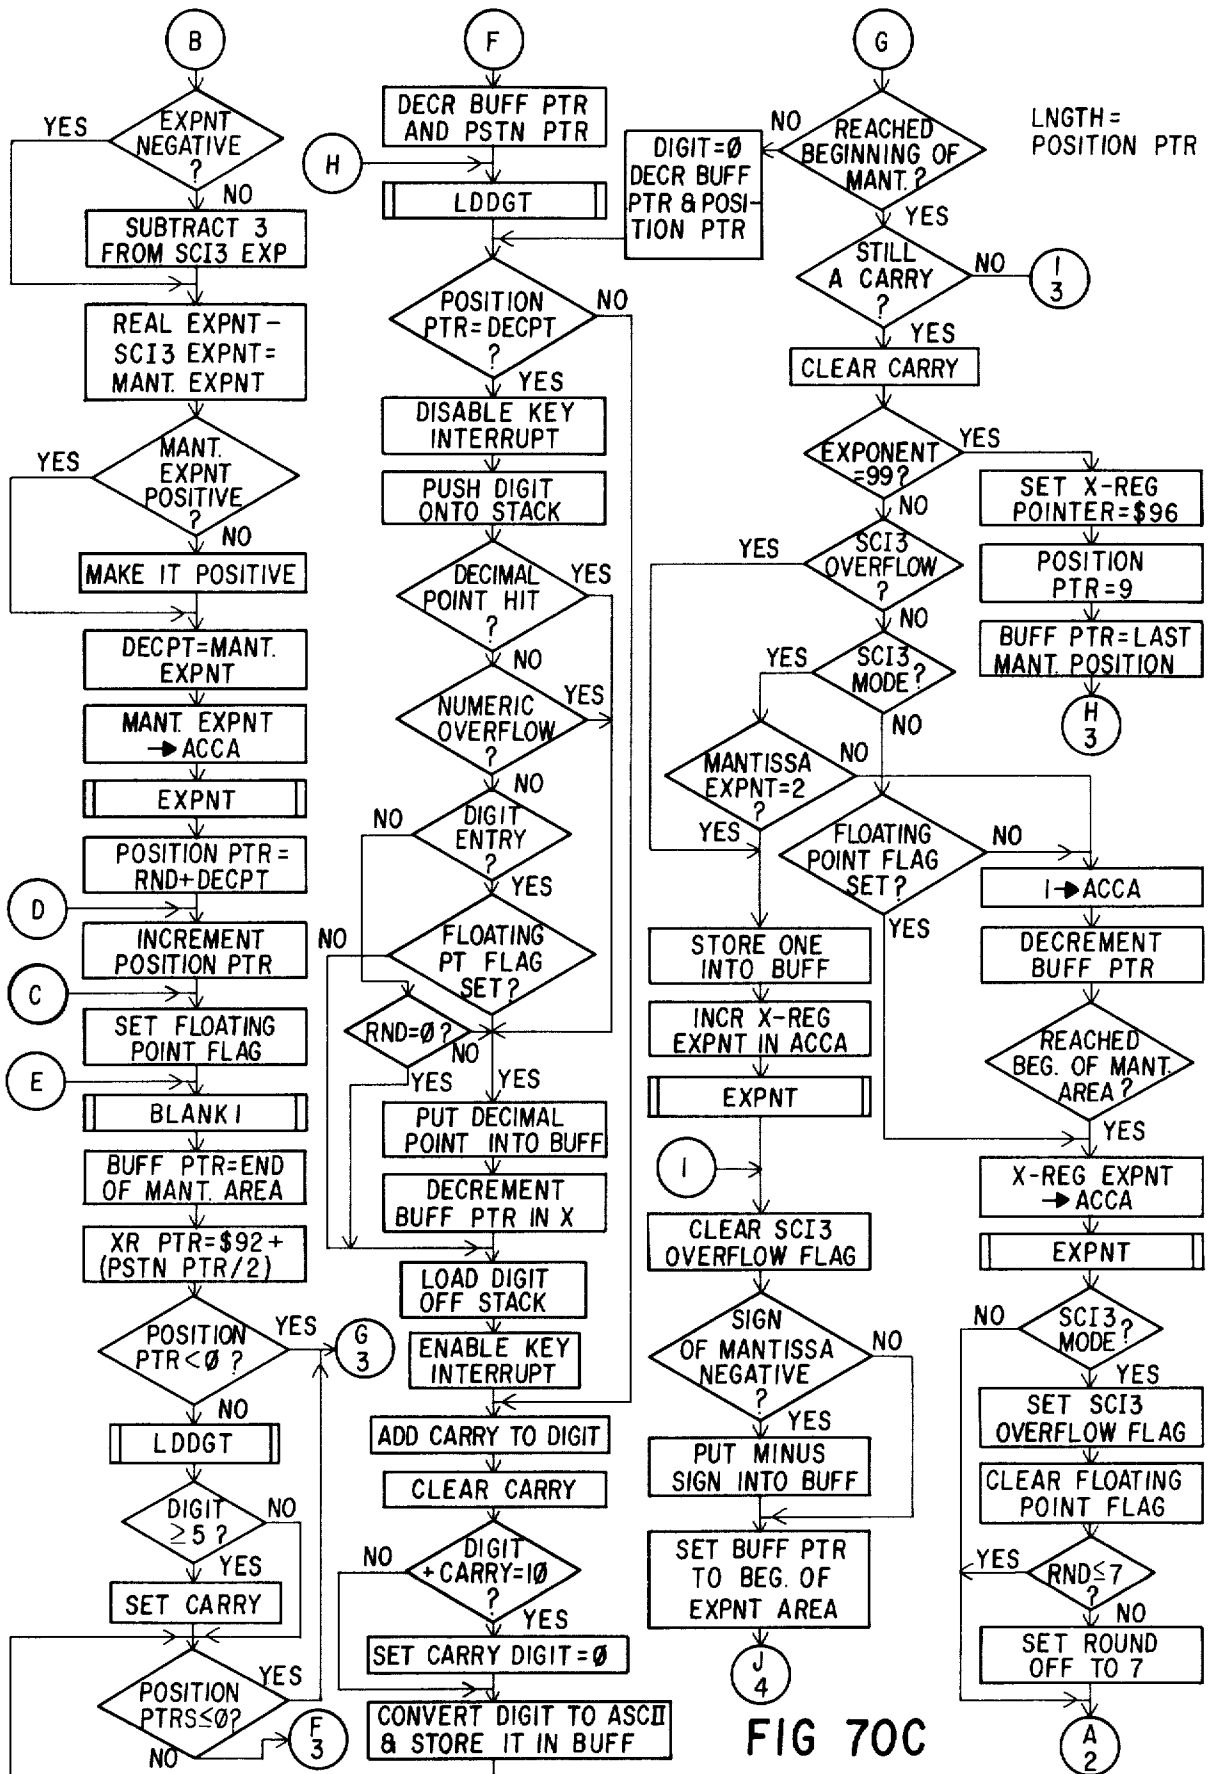 B
EXPNT
NEGATIVE
?
YES
NO
SUBTRACT 3
FROM SCI3 EXP
REAL EXPNT –
SCI3 EXPNT=
MANT. EXPNT
MANT.
EXPNT
POSITIVE
?
YES
NO
MAKE IT POSITIVE
DECPT=MANT.
EXPNT
MANT. EXPNT
→ACCA
EXPNT
POSITION PTR=
RND+DECPT
D
INCREMENT
POSITION PTR
C
SET FLOATING
POINT FLAG
E
BLANK1
BUFF PTR=END
OF MANT. AREA
XR PTR=$92+
(PSTN PTR/2)
POSITION
PTR<Ø?
YES
G
3
NO
LDDGT
DIGIT
≥5?
NO
YES
SET CARRY
POSITION
PTRS≤Ø?
YES
NO
F
3
F
DECR BUFF PTR
AND PSTN PTR
H
LDDGT
POSITION
PTR=DECPT
?
NO
YES
DISABLE KEY
INTERRUPT
PUSH DIGIT
ONTO STACK
DECIMAL
POINT HIT
?
YES
NO
NUMERIC
OVERFLOW
?
YES
NO
DIGIT
ENTRY
?
NO
YES
FLOATING
PT FLAG
SET?
NO
RND=Ø?
NO
YES
YES
PUT DECIMAL
POINT INTO BUFF
DECREMENT
BUFF PTR IN X
LOAD DIGIT
OFF STACK
ENABLE KEY
INTERRUPT
ADD CARRY TO DIGIT
CLEAR CARRY
DIGIT
+CARRY=1Ø
?
NO
YES
SET CARRY DIGIT=Ø
CONVERT DIGIT TO ASCII
& STORE IT IN BUFF
G
REACHED
BEGINNING OF
MANT.?
NO
DIGIT=Ø
DECR BUFF
PTR & POSI-
TION PTR
YES
LNGTH=
POSITION PTR
STILL
A CARRY
?
NO
I
3
YES
CLEAR CARRY
EXPONENT
=99?
YES
SET X-REG
POINTER=$96
POSITION
PTR=9
BUFF PTR=LAST
MANT. POSITION
H
3
NO
SCI3
OVERFLOW
?
YES
NO
SCI3
MODE?
YES
NO
MANTISSA
EXPNT=2
?
NO
YES
FLOATING
POINT FLAG
SET?
NO
YES
STORE ONE
INTO BUFF
INCR X-REG
EXPNT IN ACCA
EXPNT
I
CLEAR SCI3
OVERFLOW FLAG
SIGN
OF MANTISSA
NEGATIVE
?
NO
YES
PUT MINUS
SIGN INTO BUFF
SET BUFF PTR
TO BEG. OF
EXPNT AREA
J
4
1→ACCA
DECREMENT
BUFF PTR
REACHED
BEG. OF MANT.
AREA?
YES
X-REG EXPNT
→ACCA
EXPNT
SCI3
MODE?
NO
YES
SET SCI3
OVERFLOW FLAG
CLEAR FLOATING
POINT FLAG
RND≤7
?
YES
NO
SET ROUND
OFF TO 7
A
2
FIG 70C